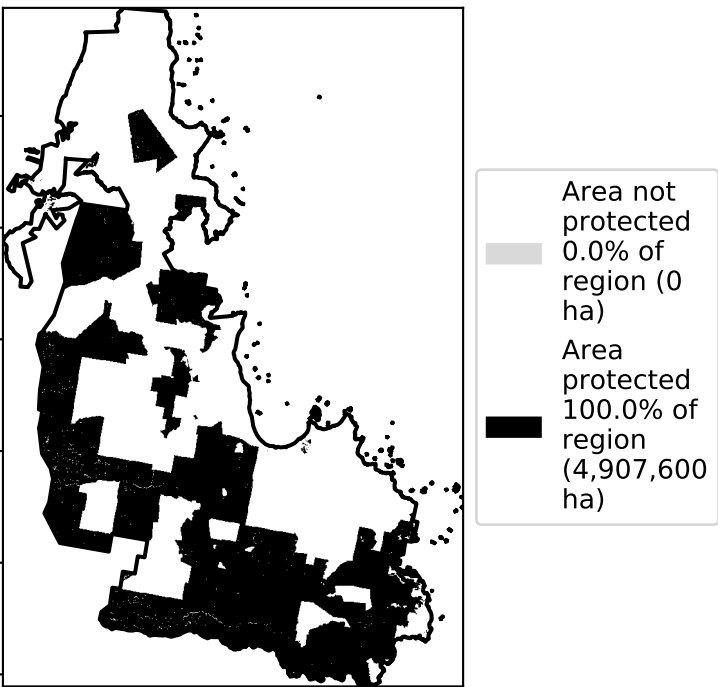 Area not
protected
0.0% of
region (0
ha)
Area
protected
100.0% of
region
(4,907,600
ha)